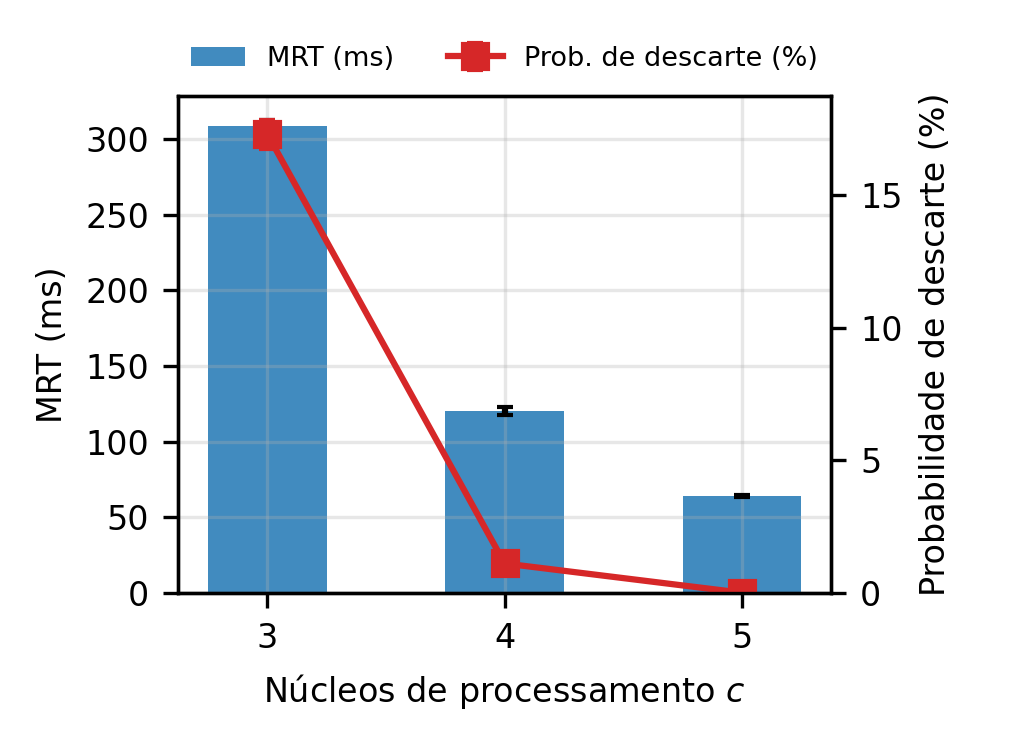 MRT (ms) Prob. de descarte (%)
MRT (ms)
300
250
200
150
100
50
0
15
10
5
0
Probabilidade de descarte (%)
3 4 5
Núcleos de processamento c